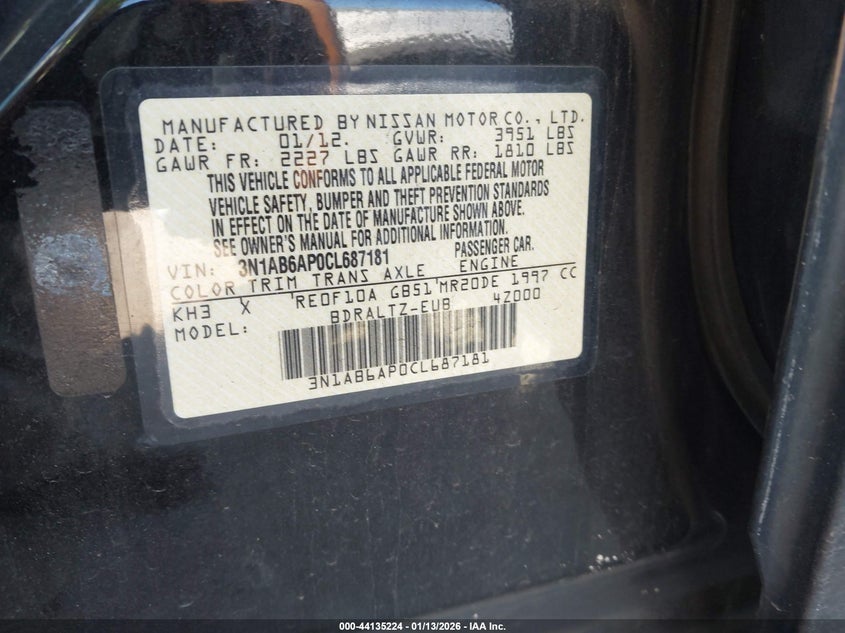 MANUFACTURED BY NISSAN MOTOR CO., LTD.
DATE: 01/12. GVWR: 3951 LBS
GAWR FR: 2227 LBS GAWR RR: 1810 LBS
THIS VEHICLE CONFORMS TO ALL APPLICABLE FEDERAL MOTOR
VEHICLE SAFETY, BUMPER AND THEFT PREVENTION STANDARDS
IN EFFECT ON THE DATE OF MANUFACTURE SHOWN ABOVE.
SEE OWNER'S MANUAL FOR ADDITIONAL INFORMATION.
VIN: 3N1AB6AP0CL687181 PASSENGER CAR.
COLOR TRIM TRANS AXLE ENGINE
KH3 X RE0F10A GB51 MR20DE 1997 CC
MODEL: BDRALTZ-EUB 4Z000
3N1AB6AP0CL687181
000-44135224 - 01/13/2026 - IAA Inc.